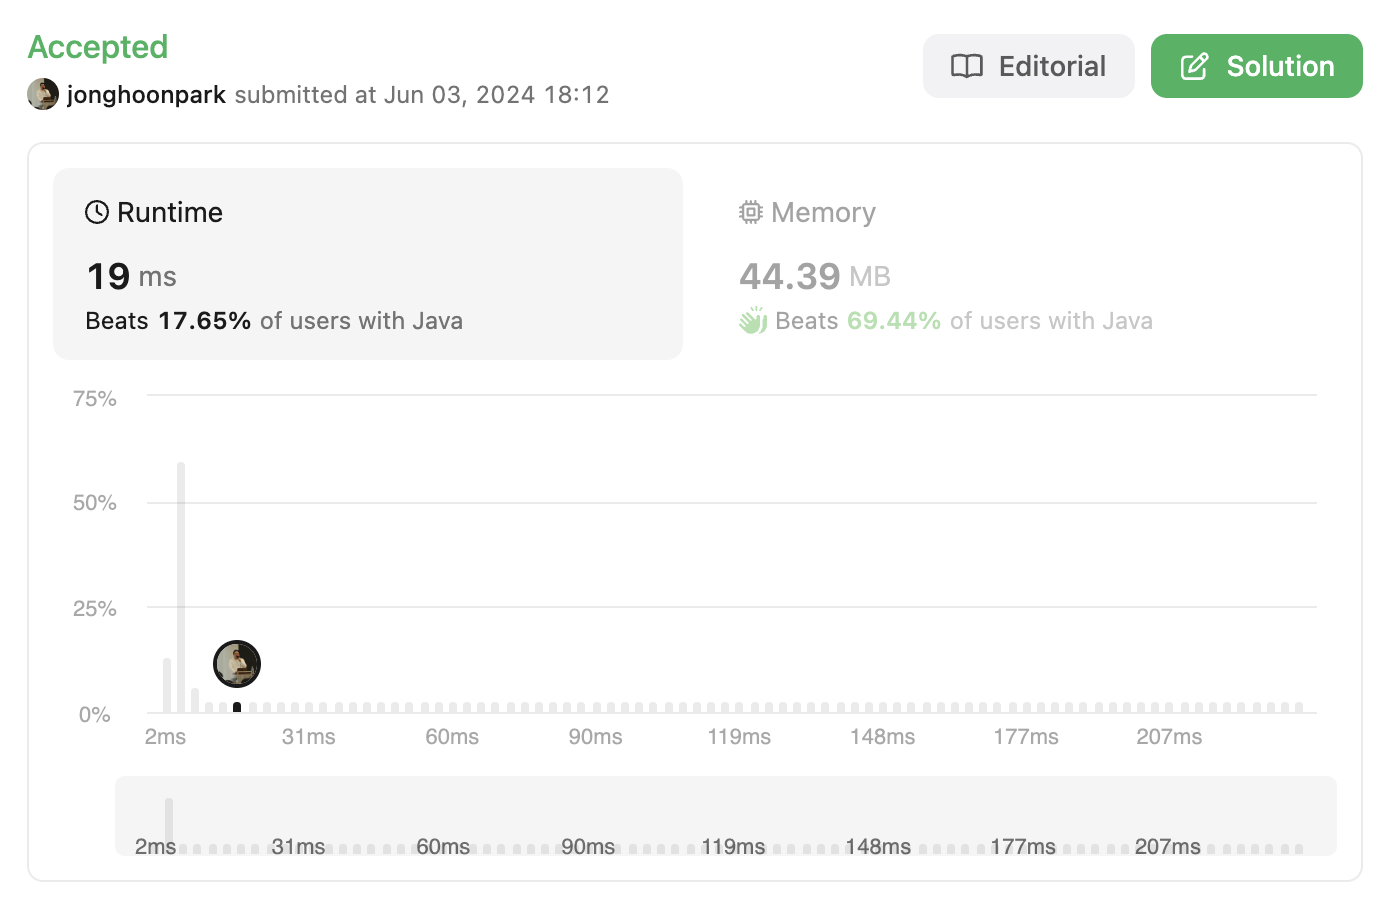 Accepted
jonghoonpark submitted at Jun 03, 2024 18:12
Editorial
Solution
Runtime
19 ms
Beats 17.65% of users with Java
Memory
44.39 MB
Beats 69.44% of users with Java
75%
50%
25%
0%
2ms 31ms 60ms 90ms 119ms 148ms 177ms 207ms
2ms 31ms 60ms 90ms 119ms 148ms 177ms 207ms